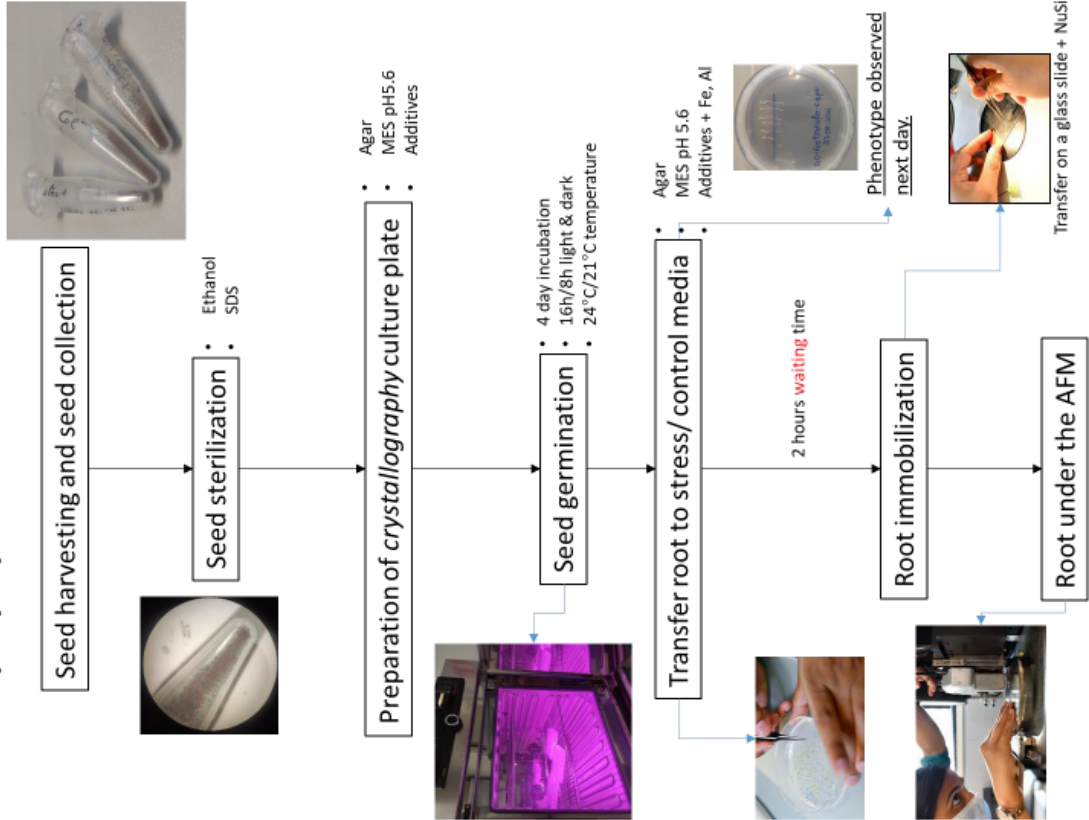 Seed harvesting and seed collection
Seed sterilization
• Ethanol
• SDS
Preparation of crystallography culture plate
• Agar
• MES pH5.6
• Additives
Seed germination
• 4 day incubation
• 16h/8h light & dark
• 24°C/21°C temperature
Transfer root to stress/ control media
• Agar
• MES pH 5.6
• Additives + Fe, Al
Phenotype observed
next day.
2 hours waiting time
Root immobilization
Transfer on a glass slide + NuSi
Root under the AFM